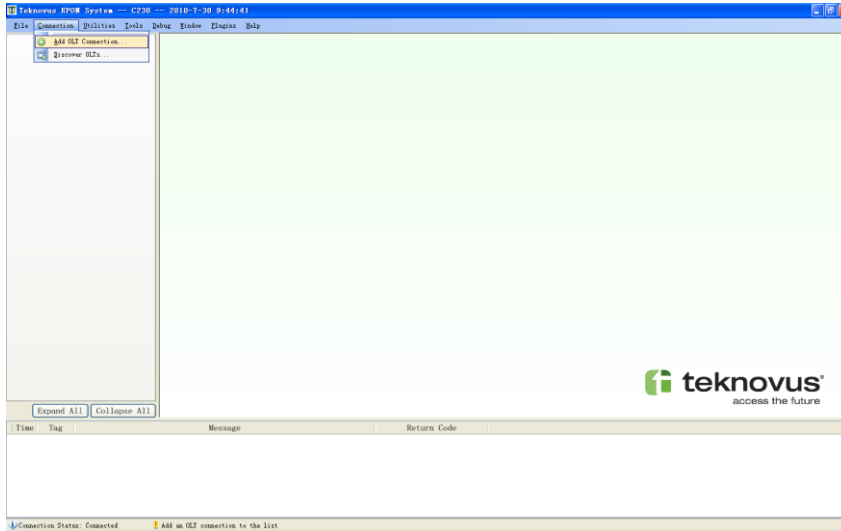 Teknovus EPON System -- C230 -- 2010-7-30 9:44:41
File Connection Utilities Tools Debug Window Plugins Help
Add OLT Connection...
Discover OLTs...
teknovus
access the future
Expand All Collapse All
Time Tag Message Return Code
Connection Status: Connected Add an OLT connection to the list